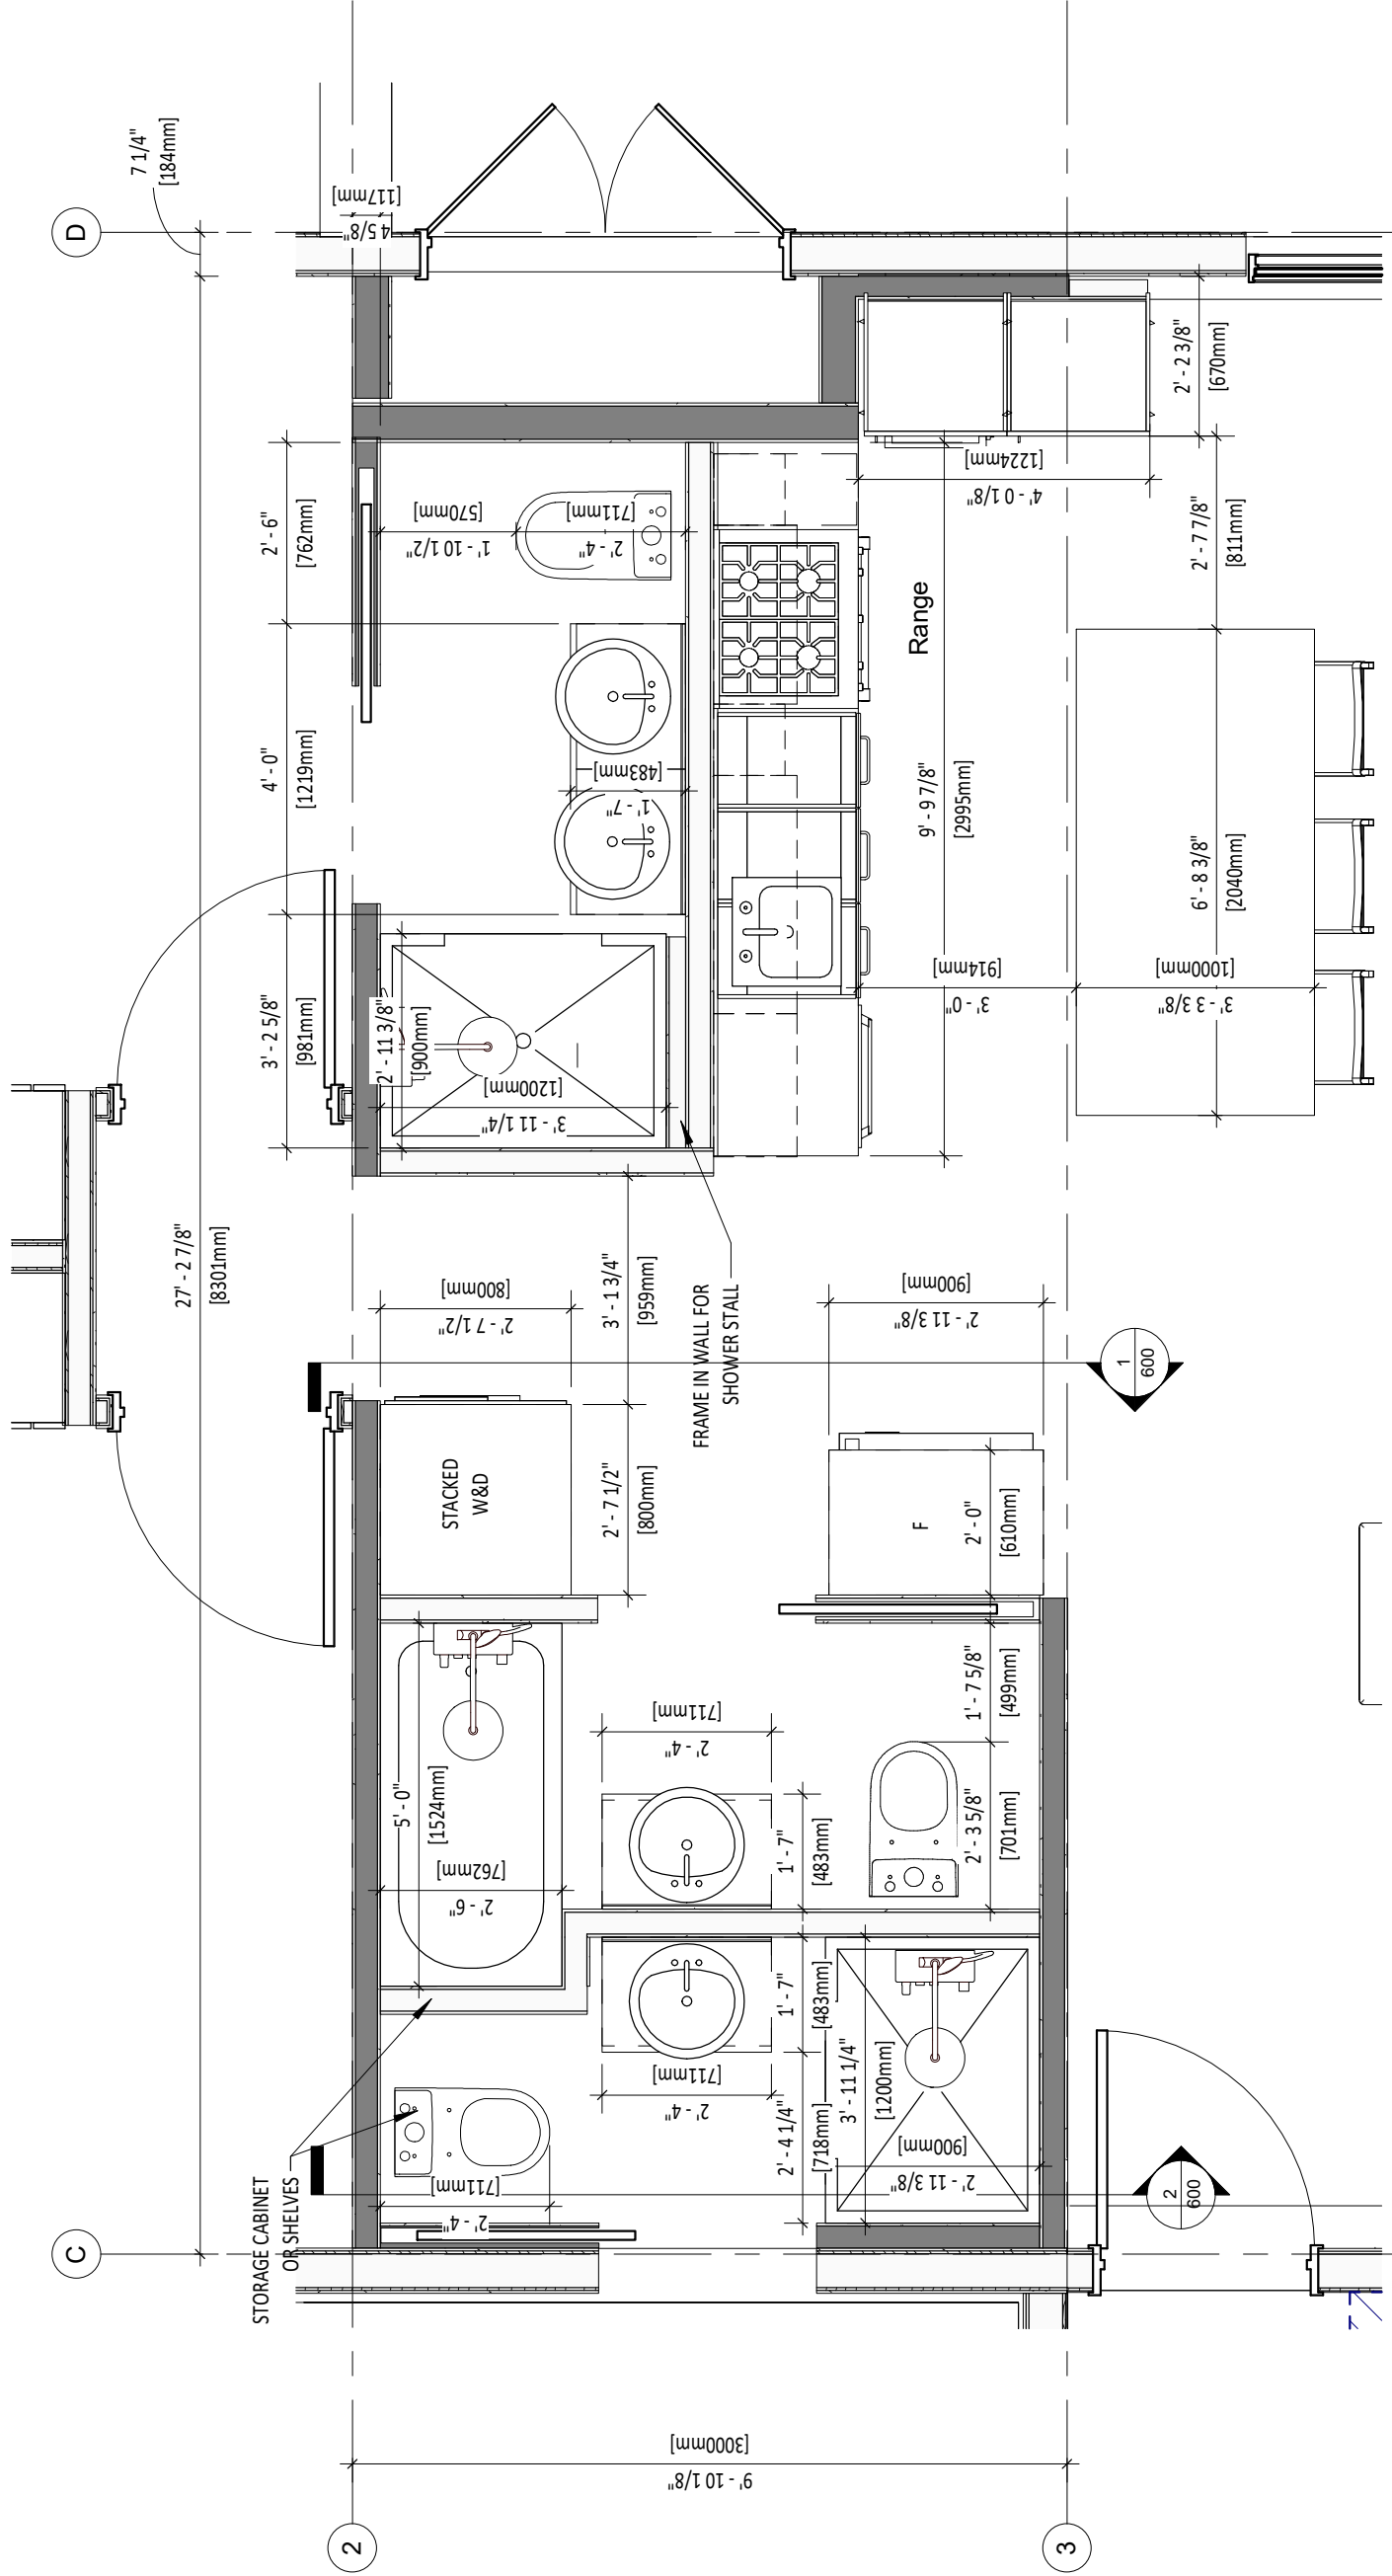 D
7 1/4"
[184mm]
4 5/8"
[117mm]
27' - 2 7/8"
[8301mm]
2' - 6"
[762mm]
4' - 0"
[1219mm]
3' - 2 5/8"
[981mm]
1' - 10 1/2"
[570mm]
2' - 4"
[711mm]
1' - 7"
[483mm]
2' - 11 3/8"
[900mm]
3' - 11 1/4"
[1200mm]
Range
9' - 9 7/8"
[2995mm]
4' - 0 1/8"
[1224mm]
2' - 2 3/8"
[670mm]
2' - 7 7/8"
[811mm]
6' - 8 3/8"
[2040mm]
3' - 0"
[914mm]
3' - 3 3/8"
[1000mm]
FRAME IN WALL FOR
SHOWER STALL
3' - 1 3/4"
[959mm]
2' - 7 1/2"
[800mm]
2' - 7 1/2"
[800mm]
STACKED
W&D
2' - 11 3/8"
[900mm]
F
2' - 0"
[610mm]
1
600
5' - 0"
[1524mm]
2' - 6"
[762mm]
2' - 4"
[711mm]
1' - 7"
[483mm]
1' - 7 5/8"
[499mm]
2' - 3 5/8"
[701mm]
1' - 7"
[483mm]
2' - 4"
[711mm]
2' - 4 1/4"
[718mm]
3' - 11 1/4"
[1200mm]
2' - 11 3/8"
[900mm]
2' - 4"
[711mm]
STORAGE CABINET
OR SHELVES
2
600
C
9' - 10 1/8"
[3000mm]
2
3